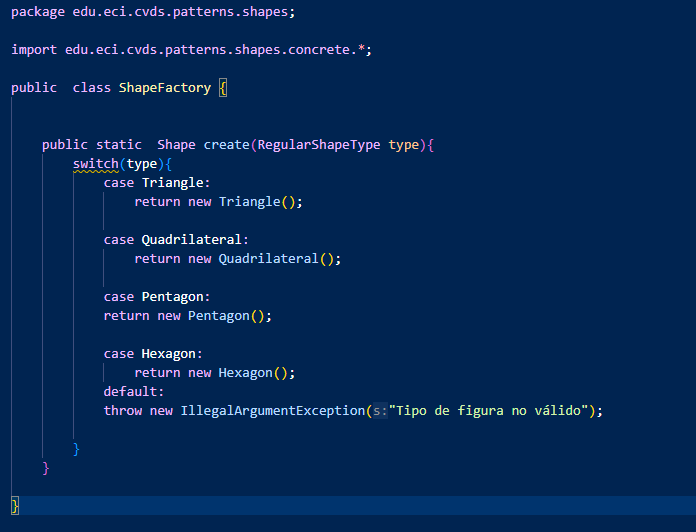 package edu.eci.cvds.patterns.shapes;
import edu.eci.cvds.patterns.shapes.concrete.*;
public  class ShapeFactory {
public static  Shape create(RegularShapeType type){
switch(type){
case Triangle:
return new Triangle();
case Quadrilateral:
return new Quadrilateral();
case Pentagon:
return new Pentagon();
case Hexagon:
return new Hexagon();
default:
throw new IllegalArgumentException(s:"Tipo de figura no válido");
}
}
}